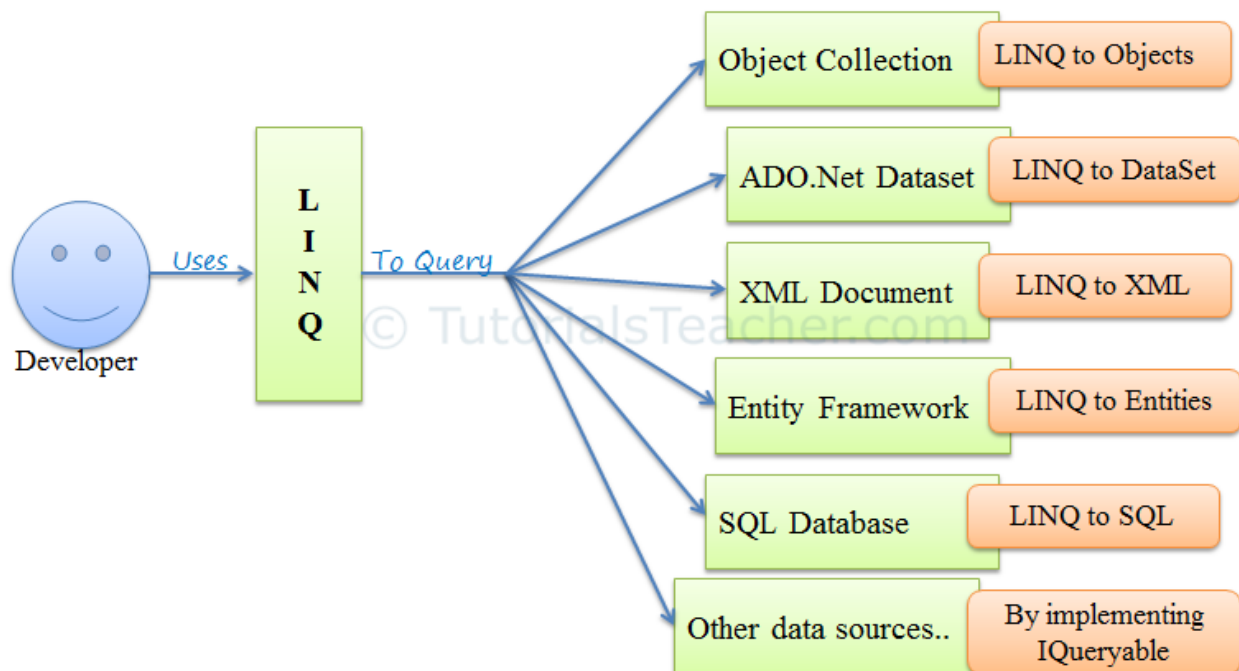 Object Collection
LINQ to Objects
ADO.Net Dataset
LINQ to DataSet
L
I
N
Q
Uses
To Query
XML Document
LINQ to XML
© TutorialsTeacher.com
Developer
Entity Framework
LINQ to Entities
SQL Database
LINQ to SQL
Other data sources..
By implementing
IQueryable